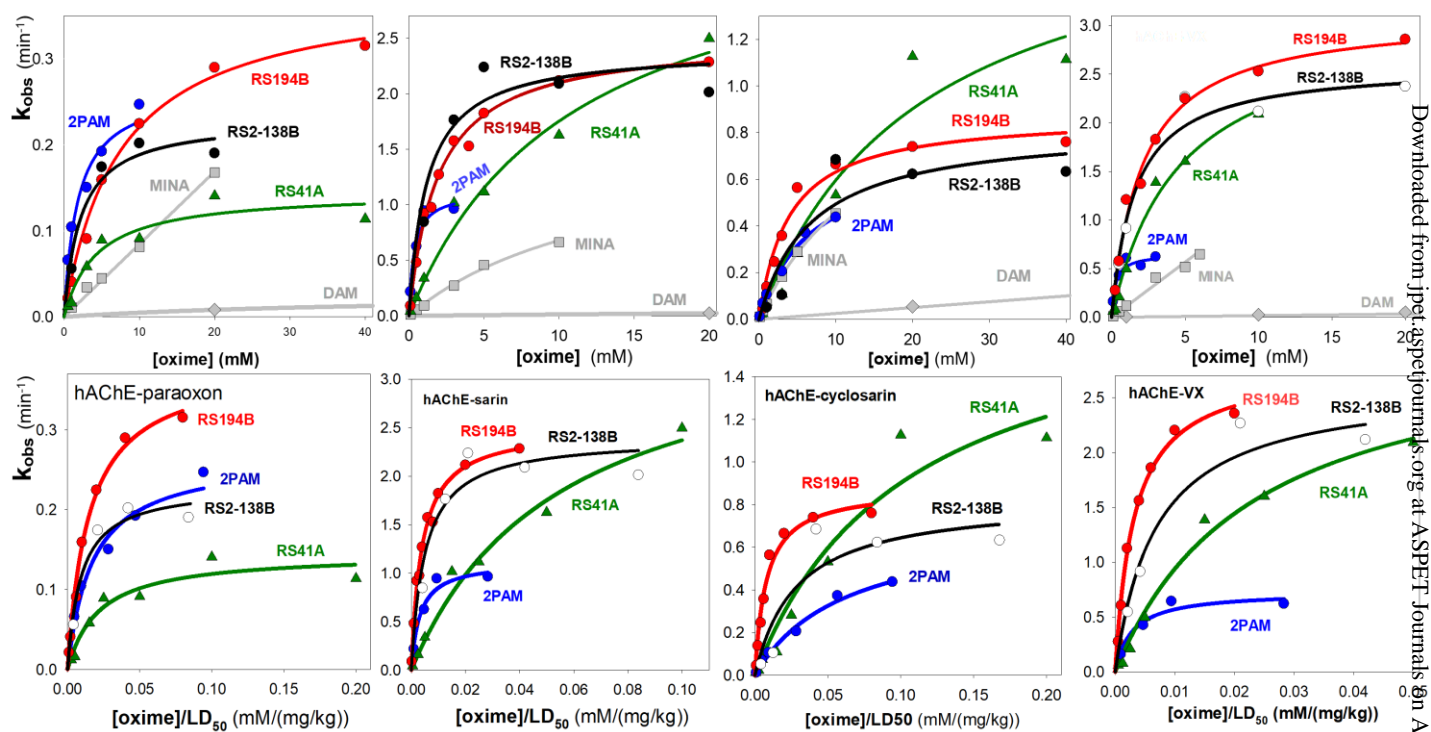 k_obs (min⁻¹)
0.3
0.2
0.1
0.0
2PAM
RS194B
RS2-138B
MINA
RS41A
DAM
0 10 20 30 40
[oxime] (mM)
3.0
2.5
2.0
1.5
1.0
0.5
0.0
RS2-138B
RS194B
RS41A
2PAM
MINA
DAM
0 5 10 15 20
[oxime] (mM)
1.2
1.0
0.8
0.6
0.4
0.2
0.0
RS41A
RS194B
RS2-138B
2PAM
MINA
DAM
0 10 20 30 40
[oxime] (mM)
3.0
2.5
2.0
1.5
1.0
0.5
0.0
RS194B
RS2-138B
RS41A
2PAM
MINA
DAM
0 5 10 15 20
[oxime] (mM)
k_obs (min⁻¹)
hAChE-paraoxon
0.3
0.2
0.1
0.0
RS194B
2PAM
RS2-138B
RS41A
0.00 0.05 0.10 0.15 0.20
[oxime]/LD₅₀ (mM/(mg/kg))
hAChE-sarin
3.0
2.5
2.0
1.5
1.0
0.5
0.0
RS194B
RS2-138B
RS41A
2PAM
0.00 0.02 0.04 0.06 0.08 0.10
[oxime]/LD₅₀ (mM/(mg/kg))
hAChE-cyclosarin
1.4
1.2
1.0
0.8
0.6
0.4
0.2
0.0
RS41A
RS194B
RS2-138B
2PAM
0.00 0.05 0.10 0.15 0.20
[oxime]/LD50 (mM/(mg/kg))
hAChE-VX
3.0
2.5
2.0
1.5
1.0
0.5
0.0
RS194B
RS2-138B
RS41A
2PAM
0.00 0.01 0.02 0.03 0.04
[oxime]/LD₅₀ (mM/(mg/kg))
Downloaded from jpet.aspetjournals.org at ASPET Journals on A